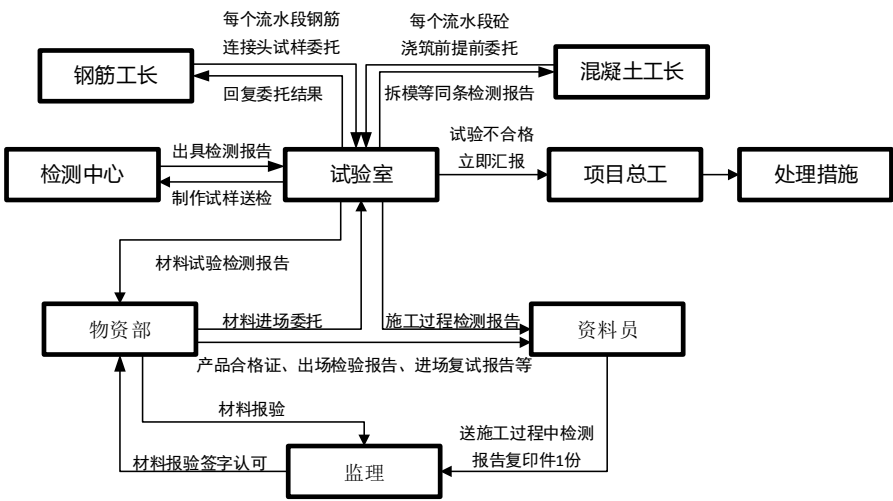 每个流水段钢筋
连接头试样委托
每个流水段砼
浇筑前提前委托
钢筋工长
混凝土工长
回复委托结果
拆模等同条检测报告
出具检测报告
试验不合格
立即汇报
检测中心
试验室
项目总工
处理措施
制作试样送检
材料试验检测报告
物资部
材料进场委托
施工过程检测报告
资料员
产品合格证、出场检验报告、进场复试报告等
材料报验
送施工过程中检测
报告复印件1份
材料报验签字认可
监理